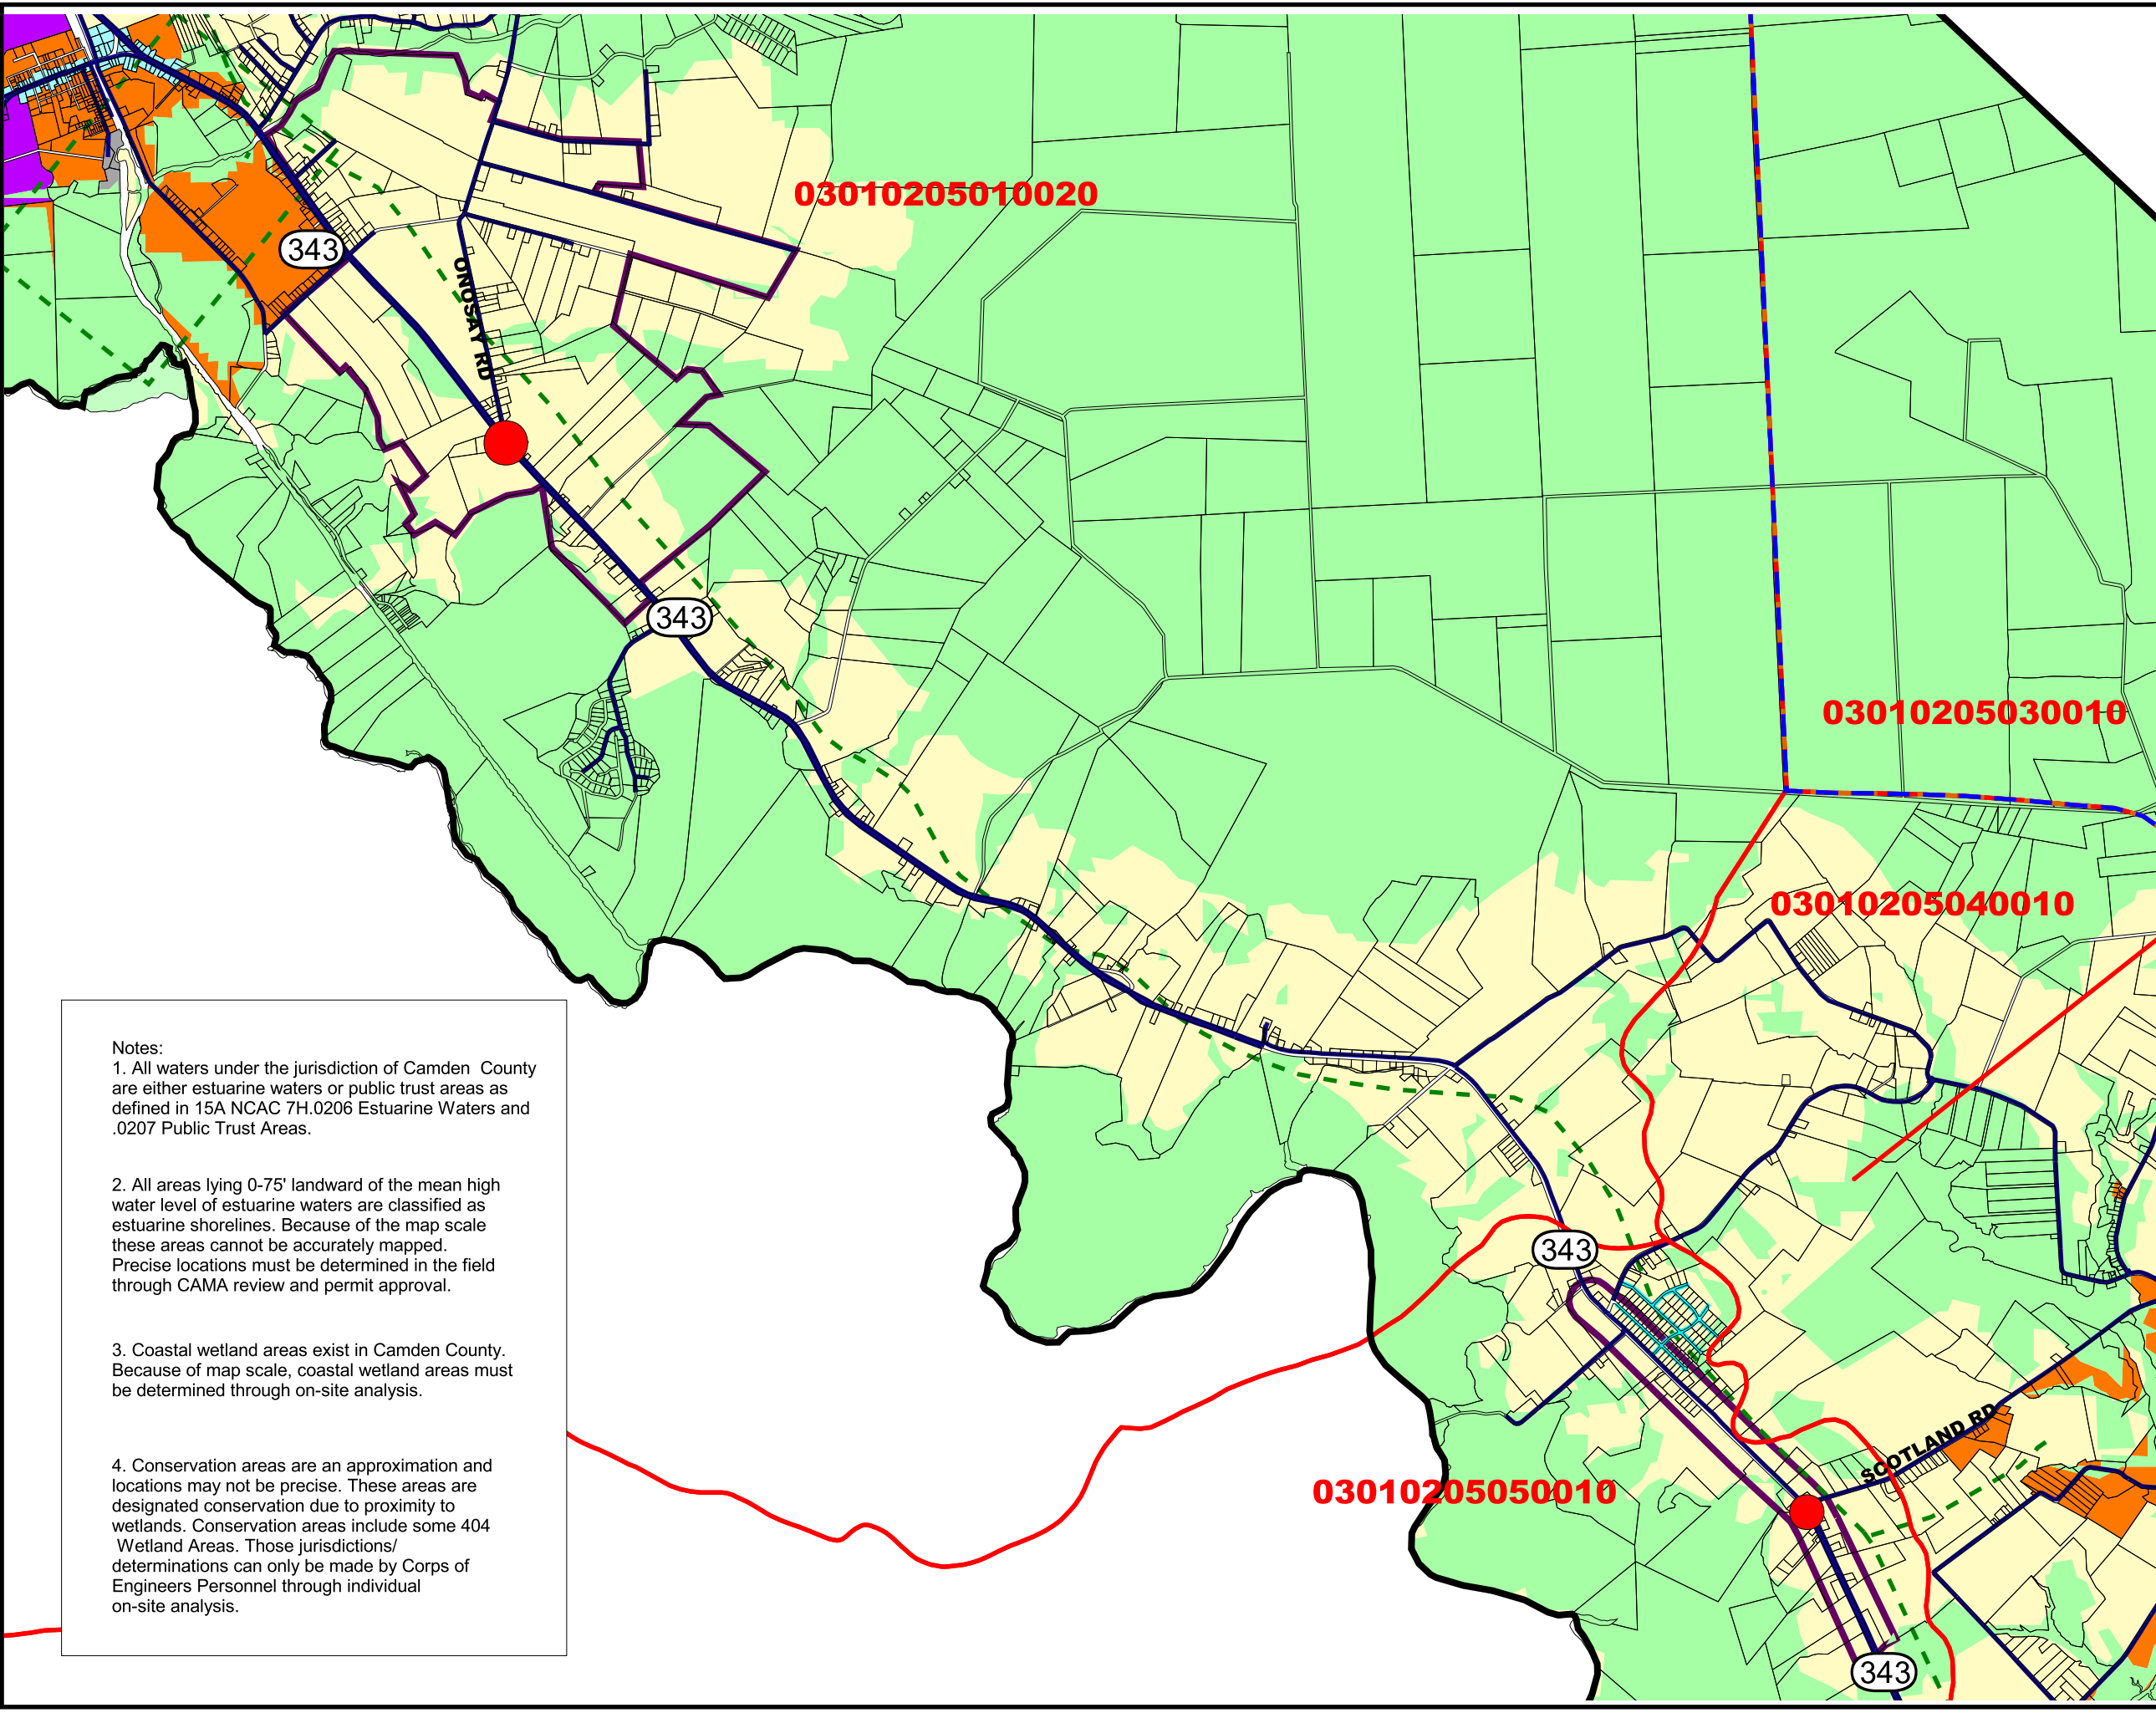 03010205010020
343
ONOSAY RD
343
03010205030010
03010205040010
Notes:
1. All waters under the jurisdiction of Camden  County
are either estuarine waters or public trust areas as
defined in 15A NCAC 7H.0206 Estuarine Waters and
.0207 Public Trust Areas.
2. All areas lying 0-75' landward of the mean high
water level of estuarine waters are classified as
estuarine shorelines. Because of the map scale
these areas cannot be accurately mapped.
Precise locations must be determined in the field
through CAMA review and permit approval.
3. Coastal wetland areas exist in Camden County.
Because of map scale, coastal wetland areas must
be determined through on-site analysis.
4. Conservation areas are an approximation and
locations may not be precise. These areas are
designated conservation due to proximity to
wetlands. Conservation areas include some 404
Wetland Areas. Those jurisdictions/
determinations can only be made by Corps of
Engineers Personnel through individual
on-site analysis.
343
SCOTLAND RD
03010205050010
343